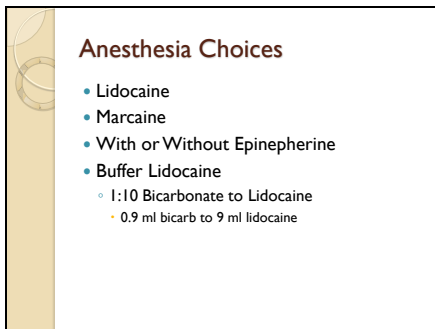 Anesthesia Choices
• Lidocaine
• Marcaine
• With or Without Epinepherine
• Buffer Lidocaine
◦ 1:10 Bicarbonate to Lidocaine
• 0.9 ml bicarb to 9 ml lidocaine